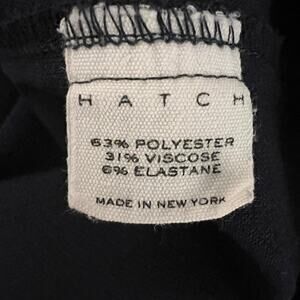 HATCH
63% POLYESTER
31% VISCOSE
6% ELASTANE
MADE IN NEW YORK